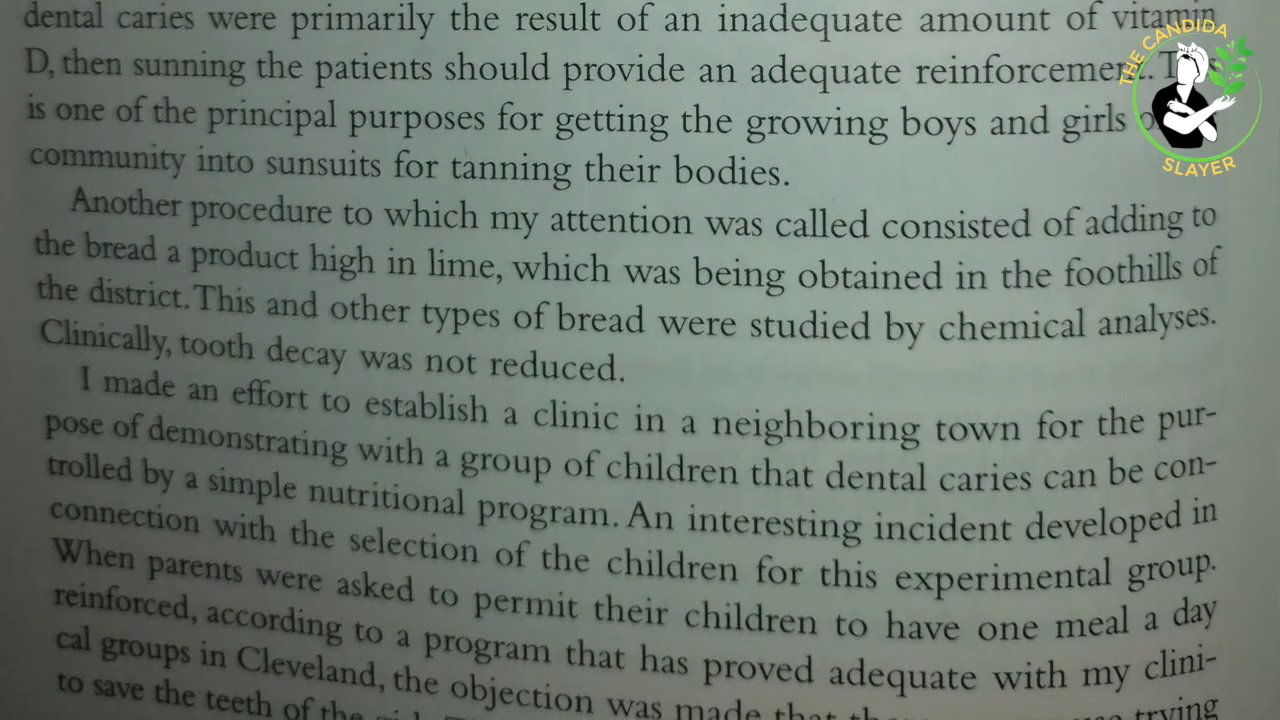 dental caries were primarily the result of an inadequate amount of vitamin
D, then sunning the patients should provide an adequate reinforcement.
is one of the principal purposes for getting the growing boys and girls
community into sunsuits for tanning their bodies.
Another procedure to which my attention was called consisted of adding to
the bread a product high in lime, which was being obtained in the foothills of
the district. This and other types of bread were studied by chemical analyses.
Clinically, tooth decay was not reduced.
I made an effort to establish a clinic in a neighboring town for the pur-
pose of demonstrating with a group of children that dental caries can be con-
trolled by a simple nutritional program. An interesting incident developed in
connection with the selection of the children for this experimental group.
When parents were asked to permit their children to have one meal a day
reinforced, according to a program that has proved adequate with my clini-
cal groups in Cleveland, the objection was made that trying
to save the teeth of the
THE CANDIDA
SLAYER